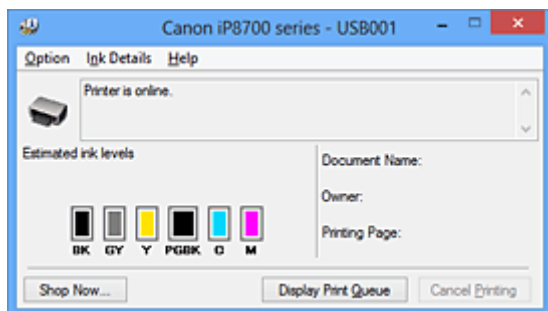 Canon iP8700 series - USB001
Option Ink Details Help
Printer is online.
Estimated ink levels
Document Name:
Owner:
Printing Page:
BK GY Y PGBK C M
Shop Now... Display Print Queue Cancel Printing